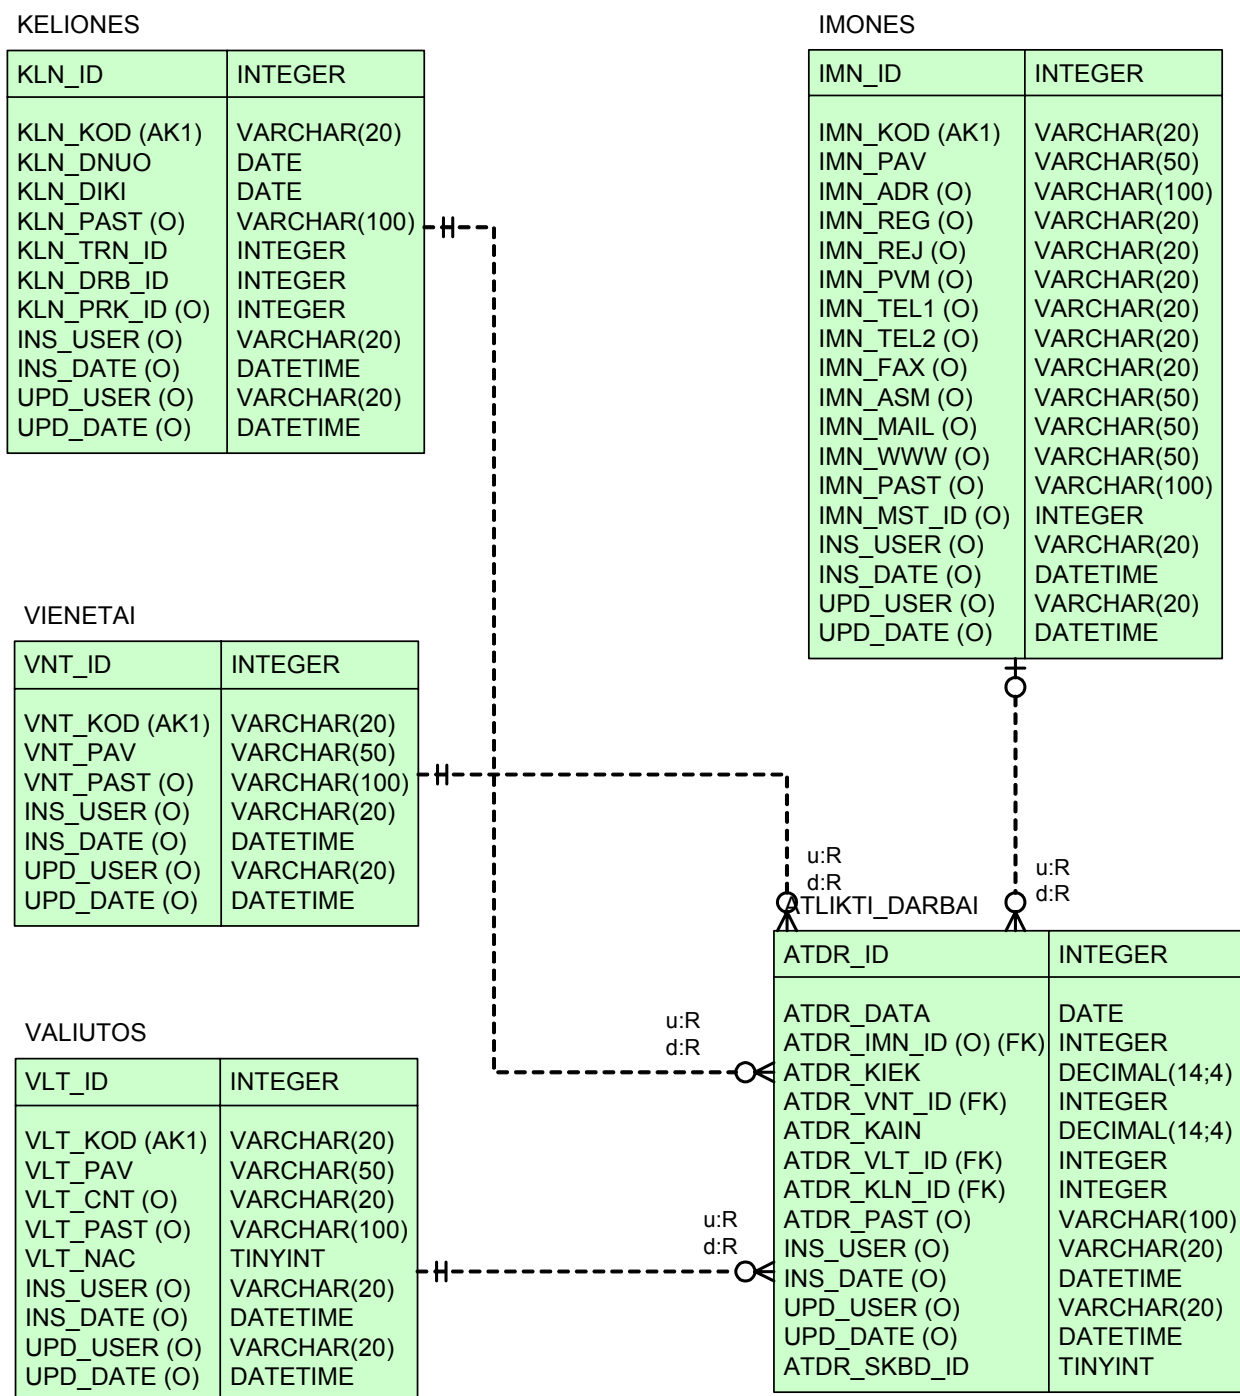 KELIONES
KLN_ID INTEGER
KLN_KOD (AK1) VARCHAR(20)
KLN_DNUO DATE
KLN_DIKI DATE
KLN_PAST (O) VARCHAR(100)
KLN_TRN_ID INTEGER
KLN_DRB_ID INTEGER
KLN_PRK_ID (O) INTEGER
INS_USER (O) VARCHAR(20)
INS_DATE (O) DATETIME
UPD_USER (O) VARCHAR(20)
UPD_DATE (O) DATETIME
IMONES
IMN_ID INTEGER
IMN_KOD (AK1) VARCHAR(20)
IMN_PAV VARCHAR(50)
IMN_ADR (O) VARCHAR(100)
IMN_REG (O) VARCHAR(20)
IMN_REJ (O) VARCHAR(20)
IMN_PVM (O) VARCHAR(20)
IMN_TEL1 (O) VARCHAR(20)
IMN_TEL2 (O) VARCHAR(20)
IMN_FAX (O) VARCHAR(20)
IMN_ASM (O) VARCHAR(50)
IMN_MAIL (O) VARCHAR(50)
IMN_WWW (O) VARCHAR(50)
IMN_PAST (O) VARCHAR(100)
IMN_MST_ID (O) INTEGER
INS_USER (O) VARCHAR(20)
INS_DATE (O) DATETIME
UPD_USER (O) VARCHAR(20)
UPD_DATE (O) DATETIME
VIENETAI
VNT_ID INTEGER
VNT_KOD (AK1) VARCHAR(20)
VNT_PAV VARCHAR(50)
VNT_PAST (O) VARCHAR(100)
INS_USER (O) VARCHAR(20)
INS_DATE (O) DATETIME
UPD_USER (O) VARCHAR(20)
UPD_DATE (O) DATETIME
u:R
d:R
u:R
d:R
ATLIKTI_DARBAI
ATDR_ID INTEGER
ATDR_DATA DATE
ATDR_IMN_ID (O) (FK) INTEGER
ATDR_KIEK DECIMAL(14;4)
ATDR_VNT_ID (FK) INTEGER
ATDR_KAIN DECIMAL(14;4)
ATDR_VLT_ID (FK) INTEGER
ATDR_KLN_ID (FK) INTEGER
ATDR_PAST (O) VARCHAR(100)
INS_USER (O) VARCHAR(20)
INS_DATE (O) DATETIME
UPD_USER (O) VARCHAR(20)
UPD_DATE (O) DATETIME
ATDR_SKBD_ID TINYINT
u:R
d:R
VALIUTOS
VLT_ID INTEGER
VLT_KOD (AK1) VARCHAR(20)
VLT_PAV VARCHAR(50)
VLT_CNT (O) VARCHAR(20)
VLT_PAST (O) VARCHAR(100)
VLT_NAC TINYINT
INS_USER (O) VARCHAR(20)
INS_DATE (O) DATETIME
UPD_USER (O) VARCHAR(20)
UPD_DATE (O) DATETIME
u:R
d:R